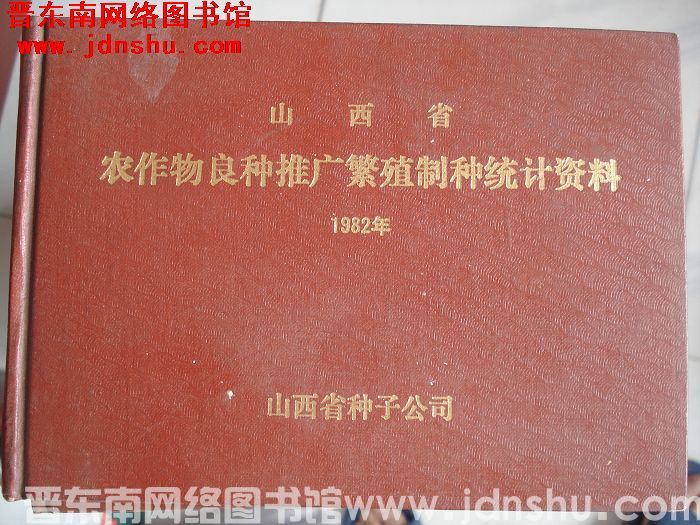 晋东南网络图书馆
www.jdnshu.com
山西省
农作物良种推广繁殖制种统计资料
1982年
山西省种子公司
晋东南网络图书馆www.jdnshu.com